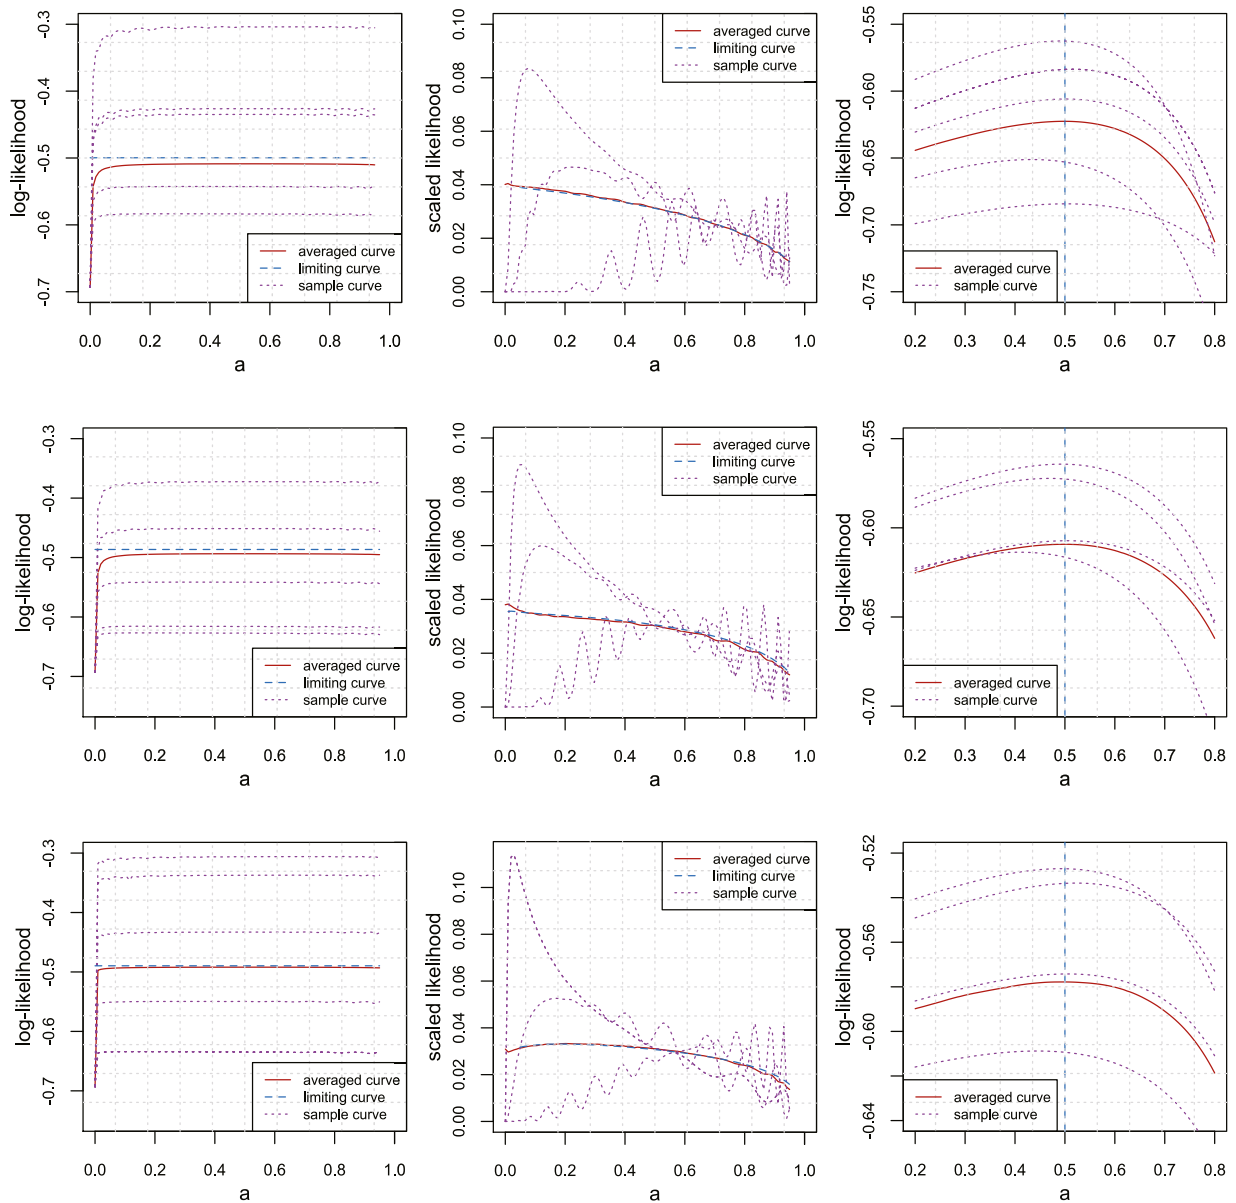 log-likelihood
-0.3
-0.4
-0.5
-0.6
-0.7
averaged curve
limiting curve
sample curve
0.0 0.2 0.4 0.6 0.8 1.0
a
scaled likelihood
0.10
0.08
0.06
0.04
0.02
0.00
averaged curve
limiting curve
sample curve
0.0 0.2 0.4 0.6 0.8 1.0
a
log-likelihood
-0.55
-0.60
-0.65
-0.70
-0.75
averaged curve
sample curve
0.2 0.3 0.4 0.5 0.6 0.7 0.8
a
log-likelihood
-0.3
-0.4
-0.5
-0.6
-0.7
averaged curve
limiting curve
sample curve
0.0 0.2 0.4 0.6 0.8 1.0
a
scaled likelihood
0.10
0.08
0.06
0.04
0.02
0.00
averaged curve
limiting curve
sample curve
0.0 0.2 0.4 0.6 0.8 1.0
a
log-likelihood
-0.55
-0.60
-0.65
-0.70
averaged curve
sample curve
0.2 0.3 0.4 0.5 0.6 0.7 0.8
a
log-likelihood
-0.3
-0.4
-0.5
-0.6
-0.7
averaged curve
limiting curve
sample curve
0.0 0.2 0.4 0.6 0.8 1.0
a
scaled likelihood
0.10
0.08
0.06
0.04
0.02
0.00
averaged curve
limiting curve
sample curve
0.0 0.2 0.4 0.6 0.8 1.0
a
log-likelihood
-0.52
-0.56
-0.60
-0.64
averaged curve
sample curve
0.2 0.3 0.4 0.5 0.6 0.7 0.8
a